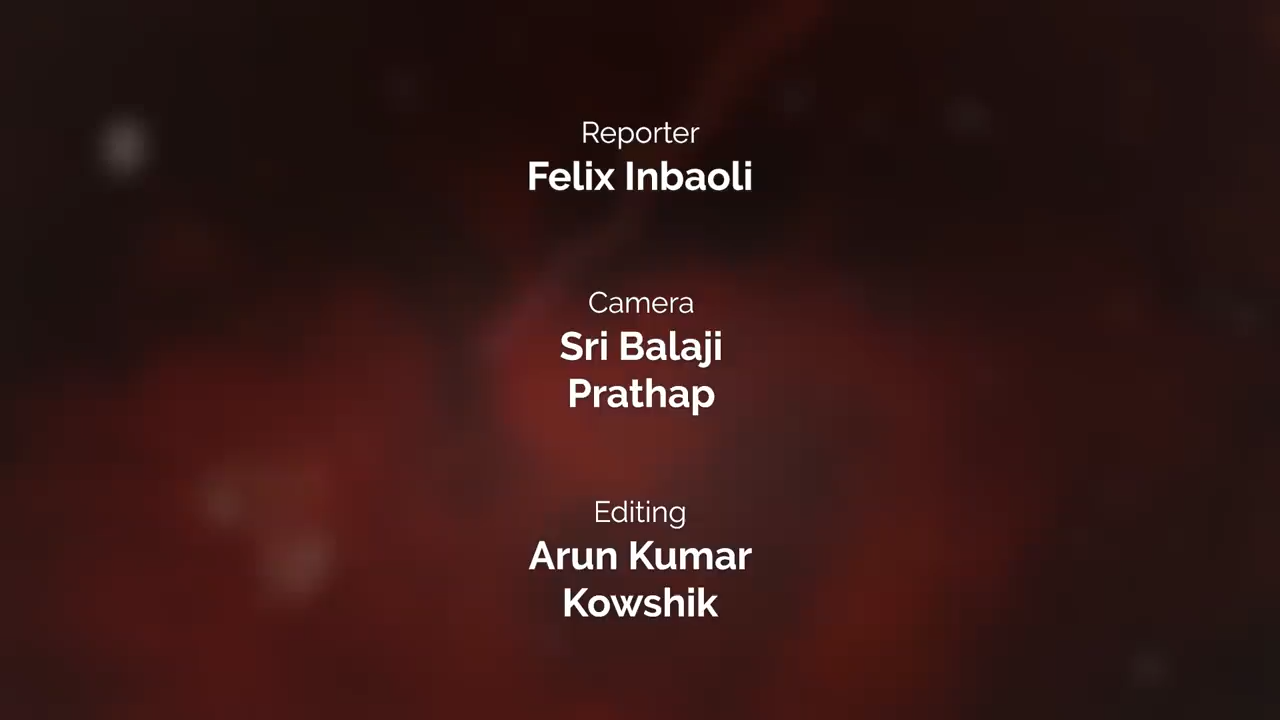 Reporter
Felix Inbaoli
Camera
Sri Balaji
Prathap
Editing
Arun Kumar
Kowshik